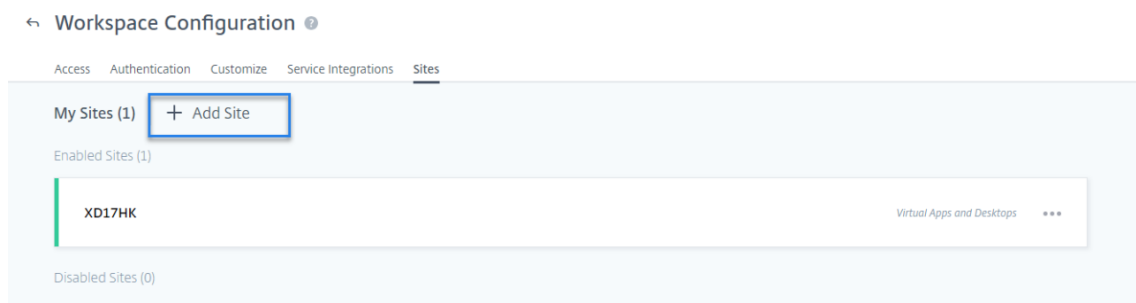 Workspace Configuration
Access Authentication Customize Service Integrations Sites
My Sites (1) + Add Site
Enabled Sites (1)
XD17HK Virtual Apps and Desktops
Disabled Sites (0)